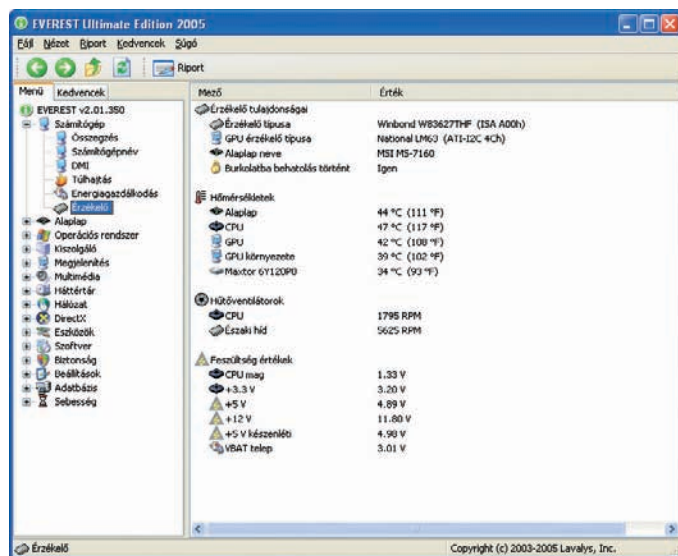 EVEREST Ultimate Edition 2005
Fájl Nézet Riport Kedvencek Súgó
Riport
Menü Kedvencek
Mező Érték
EVEREST v2.01.350
Számítógép
Összegzés
Számítógépnév
DMI
Túlhajtás
Energiagazdálkodás
Érzékelő
Alaplap
Operációs rendszer
Kiszolgáló
Megjelenítés
Multimédia
Háttértár
Hálózat
DirectX
Eszközök
Szoftver
Biztonság
Beállítások
Adatbázis
Sebesség
Érzékelő tulajdonságai
Érzékelő típusa Winbond W83627THF (ISA A00h)
GPU érzékelő típusa National LM63 (ATI-I2C 4Ch)
Alaplap neve MSI MS-7160
Burkolatba behatolás történt Igen
Hőmérsékletek
Alaplap 44 °C (111 °F)
CPU 47 °C (117 °F)
GPU 42 °C (108 °F)
GPU környezete 39 °C (102 °F)
Maxtor 6Y120P0 34 °C (93 °F)
Hűtőventilátorok
CPU 1795 RPM
Északi híd 5625 RPM
Feszültség értékek
CPU mag 1.33 V
+3.3 V 3.20 V
+5 V 4.89 V
+12 V 11.80 V
+5 V készenléti 4.90 V
VBAT telep 3.01 V
Érzékelő Copyright (c) 2003-2005 Lavalys, Inc.